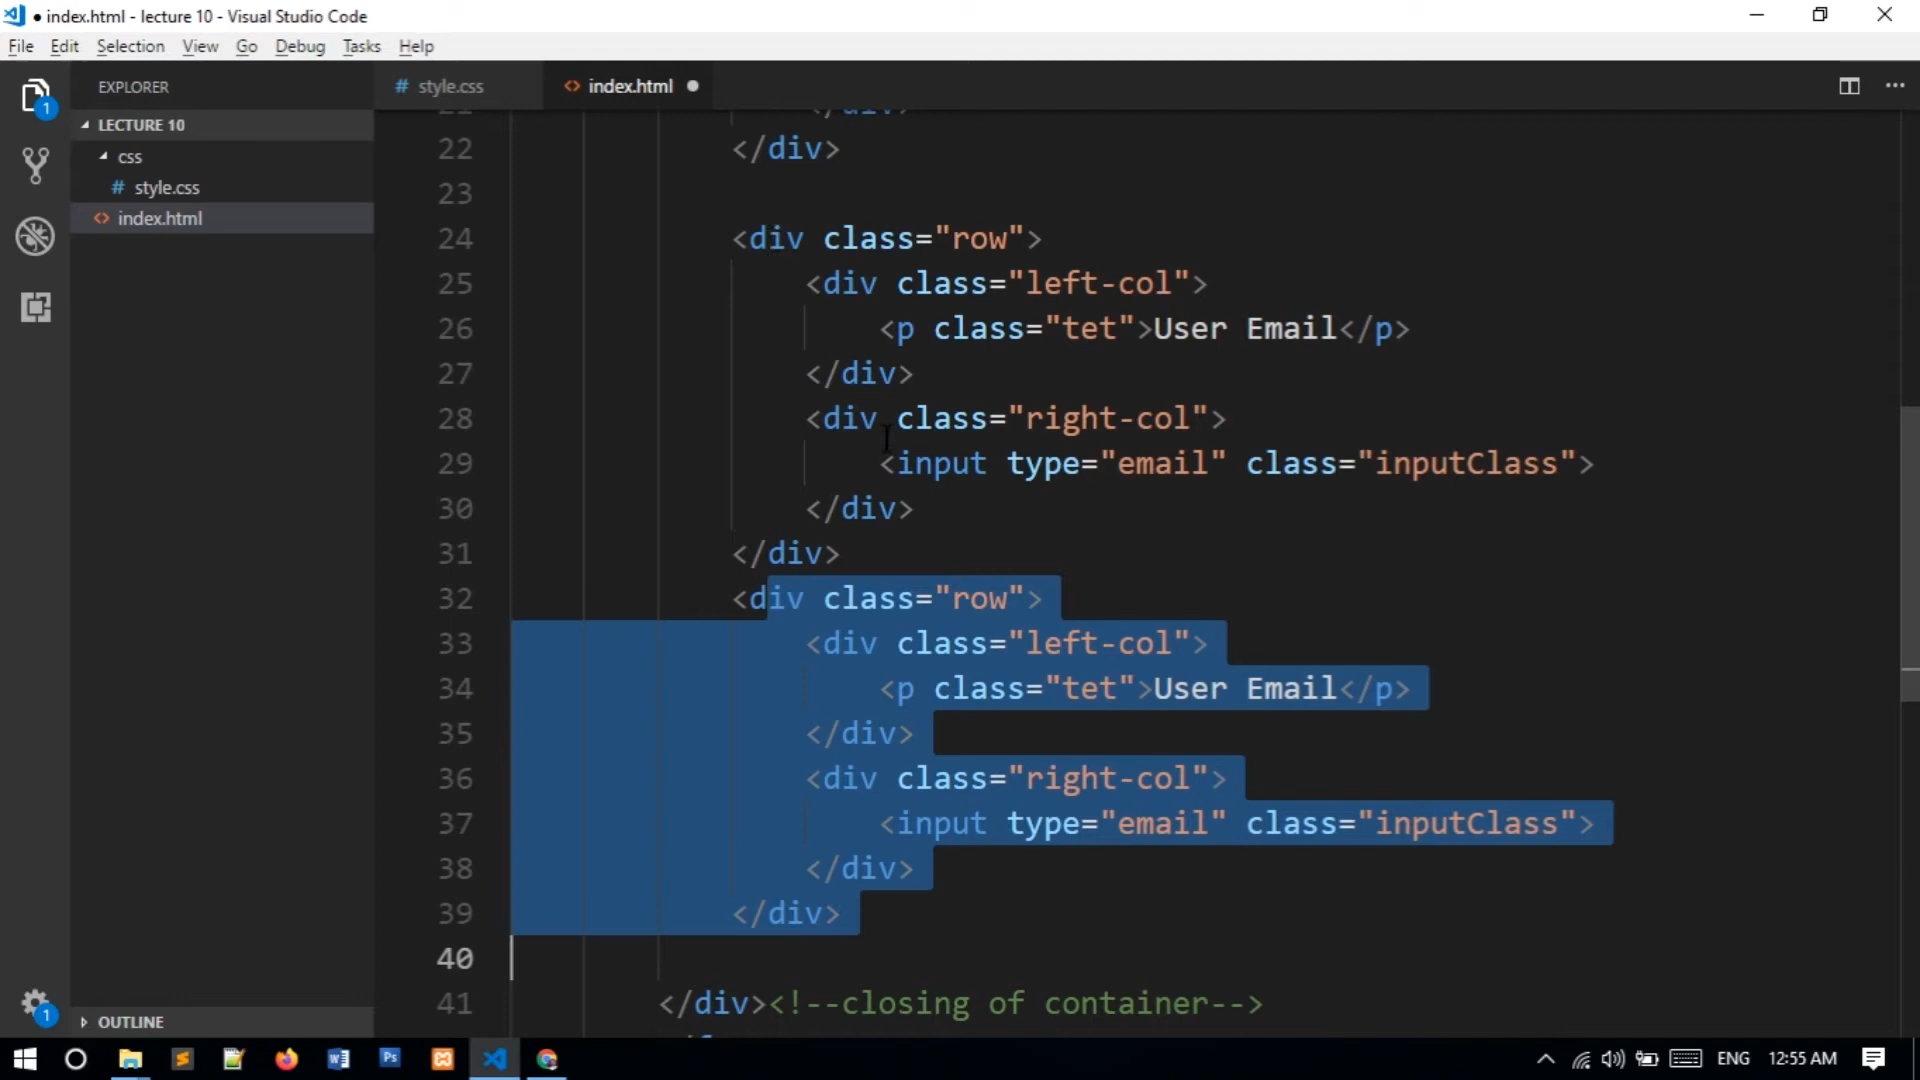 ● index.html - lecture 10 - Visual Studio Code
File Edit Selection View Go Debug Tasks Help
EXPLORER
LECTURE 10
css
# style.css
<> index.html
OUTLINE
1
1
# style.css <> index.html ●
21 </div>
22 </div>
23
24 <div class="row">
25 <div class="left-col">
26 <p class="tet">User Email</p>
27 </div>
28 <div class="right-col">
29 <input type="email" class="inputClass">
30 </div>
31 </div>
32 <div class="row">
33 <div class="left-col">
34 <p class="tet">User Email</p>
35 </div>
36 <div class="right-col">
37 <input type="email" class="inputClass">
38 </div>
39 </div>
40
41 </div><!--closing of container-->
Ps
ENG 12:55 AM